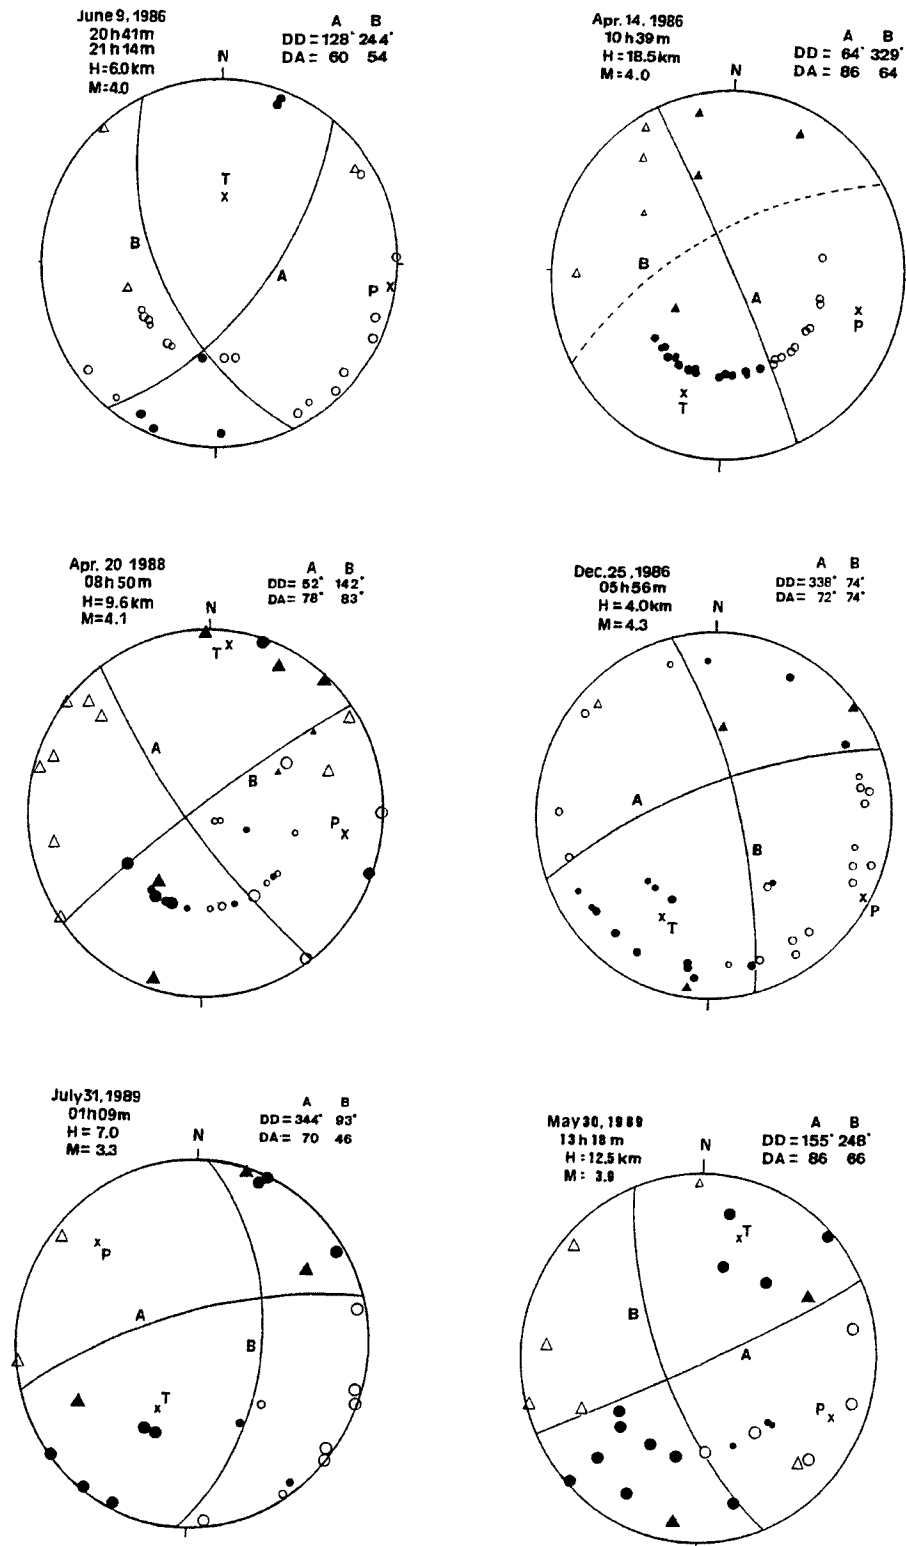 June 9, 1986
20h41m
21h14m
H=6.0km
M=4.0
A B
DD=128° 244°
DA= 60 54
N
T
x
B
A
P x
Apr. 14, 1986
10h39m
H=18.5km
M=4.0
A B
DD= 64° 329°
DA= 86 64
N
B
A
x
P
x
T
Apr. 20 1988
08h50m
H=9.6km
M=4.1
A B
DD= 52° 142°
DA= 78° 83°
N
T x
A
B
P x
Dec. 25, 1986
05h56m
H=4.0km
M=4.3
A B
DD=338° 74°
DA= 72° 74°
N
A
B
x T
x P
July 31, 1989
01h09m
H=7.0
M=3.3
A B
DD=344° 93°
DA= 70 46
N
x P
A
B
x T
May 30, 1989
13h18m
H=12.5km
M= 3.9
A B
DD=155° 248°
DA= 86 66
N
x T
B
A
P x